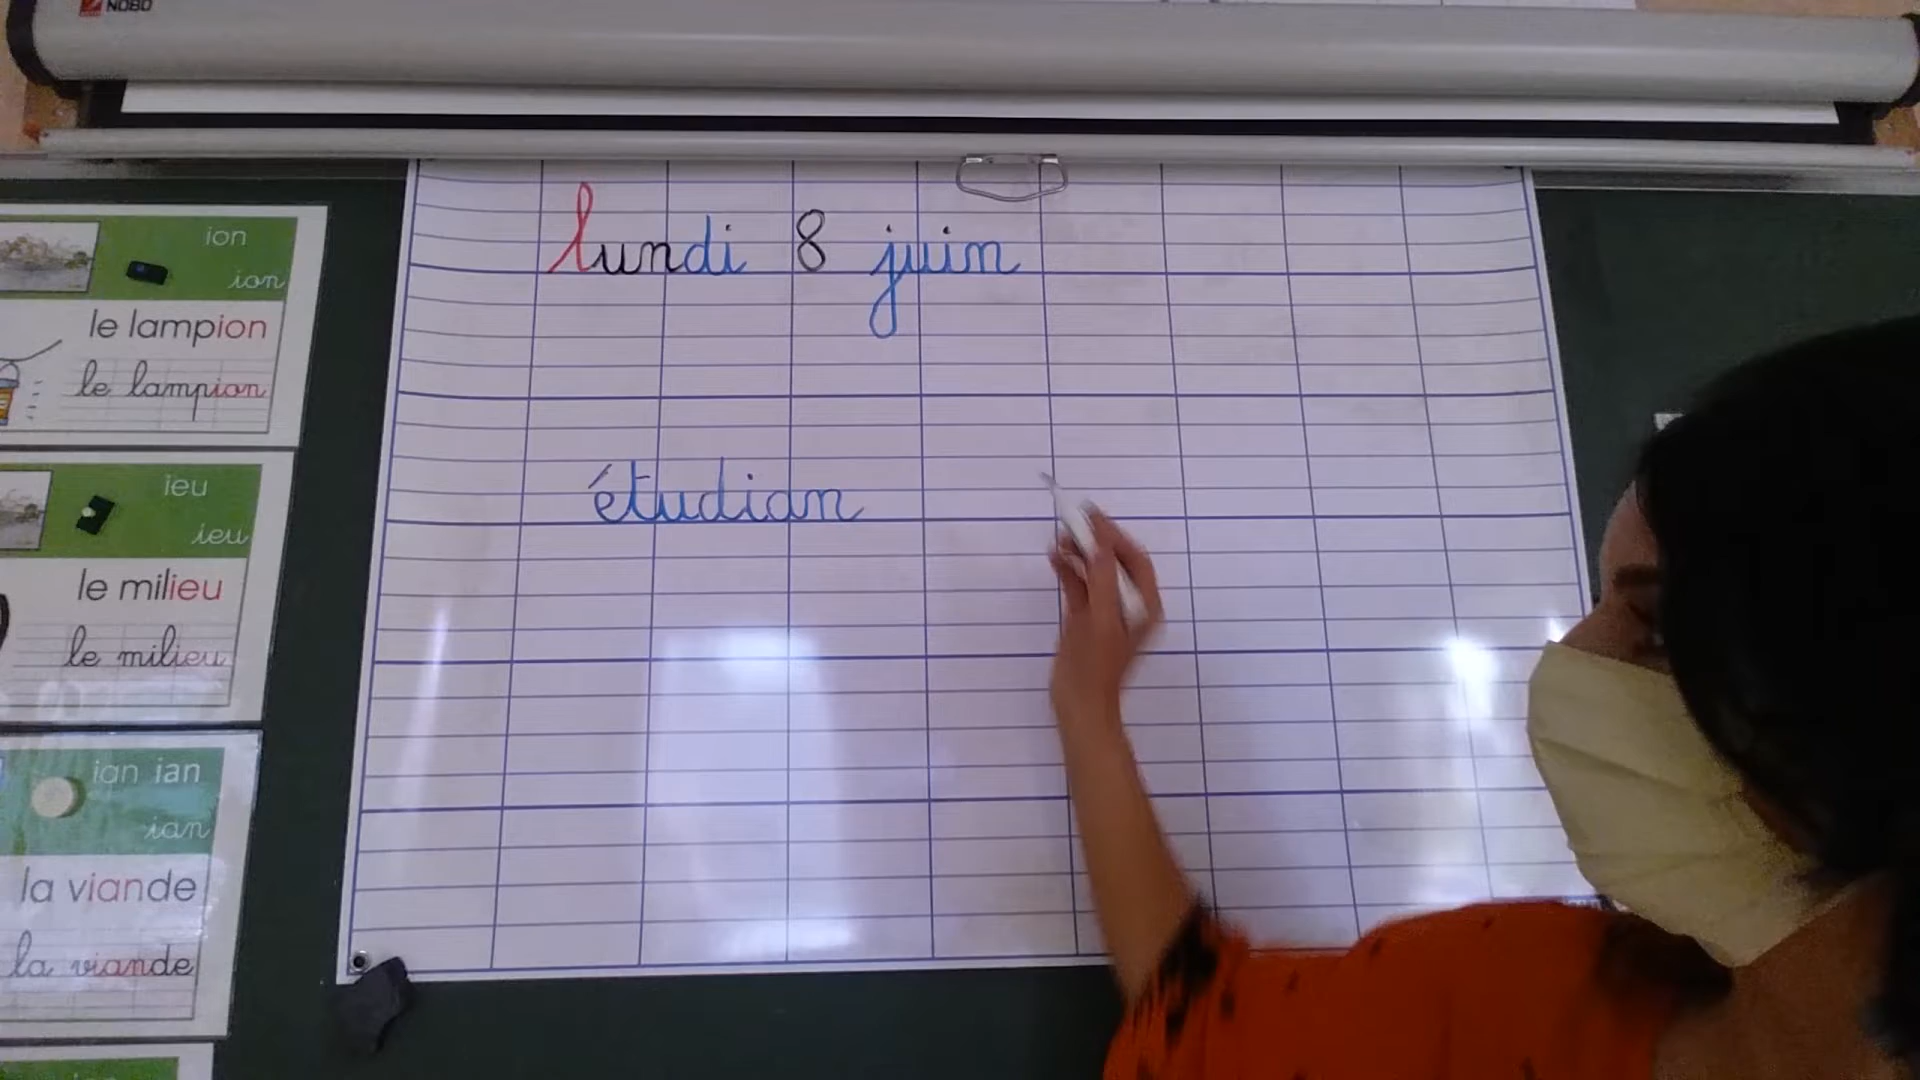 NOBO
lundi 8 juin
étudian
ion
ion
le lampion
le lampion
ieu
ieu
le milieu
le milieu
ian ian
ian
la viande
la viande